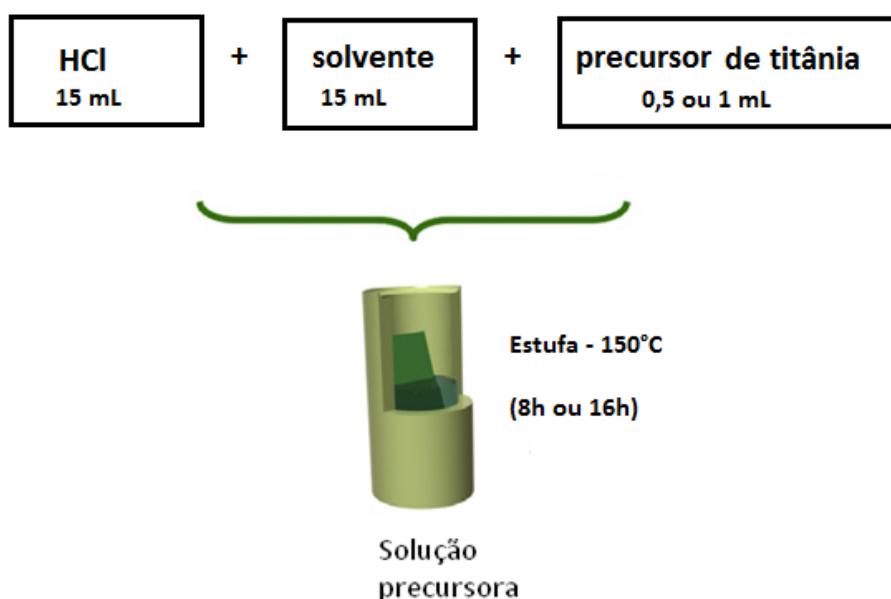 HCl + solvente + precursor de titânia
15 mL 15 mL 0,5 ou 1 mL
Estufa - 150°C
(8h ou 16h)
Solução
precursora